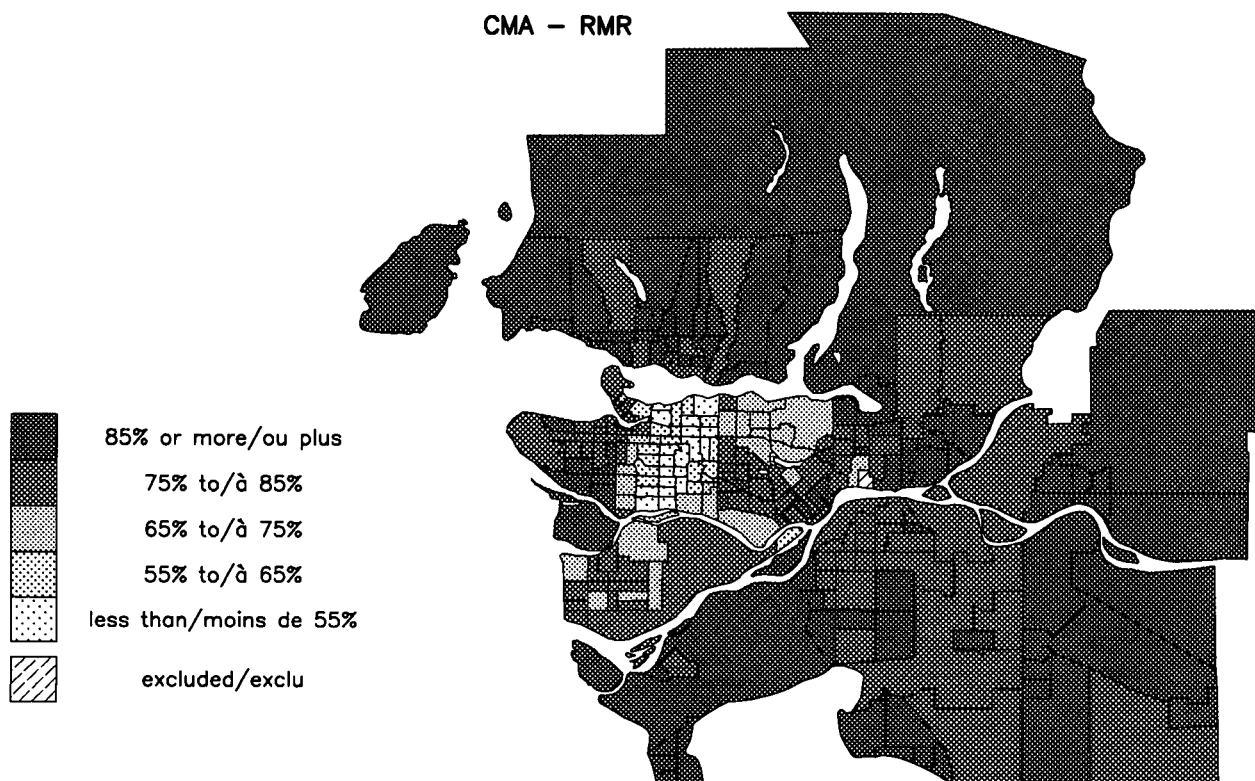 CMA – RMR
85% or more/ou plus
75% to/à 85%
65% to/à 75%
55% to/à 65%
less than/moins de 55%
excluded/exclu